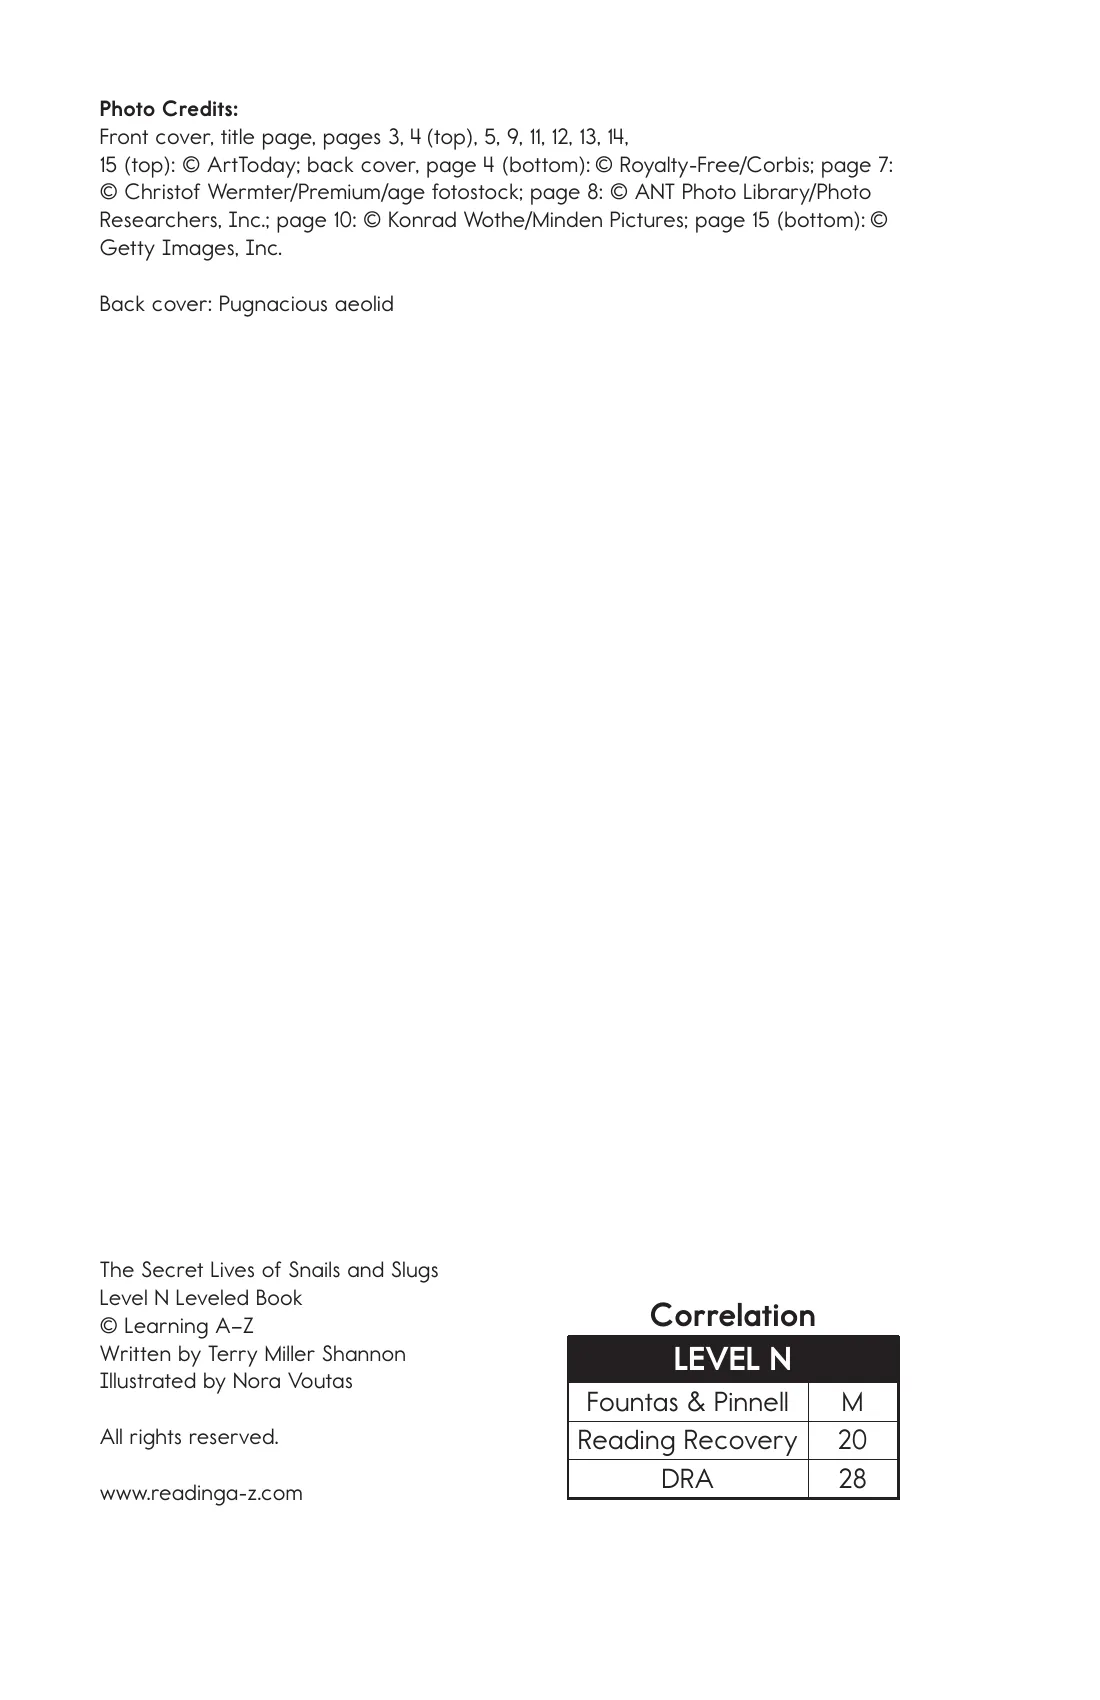 Photo Credits:
Front cover, title page, pages 3, 4 (top), 5, 9, 11, 12, 13, 14,
15 (top): © ArtToday; back cover, page 4 (bottom): © Royalty-Free/Corbis; page 7:
© Christof Wermter/Premium/age fotostock; page 8: © ANT Photo Library/Photo
Researchers, Inc.; page 10: © Konrad Wothe/Minden Pictures; page 15 (bottom): ©
Getty Images, Inc.
Back cover: Pugnacious aeolid
The Secret Lives of Snails and Slugs
Level N Leveled Book
© Learning A–Z
Written by Terry Miller Shannon
Illustrated by Nora Voutas
All rights reserved.
www.readinga-z.com
Correlation
LEVEL N
Fountas & Pinnell M
Reading Recovery 20
DRA 28